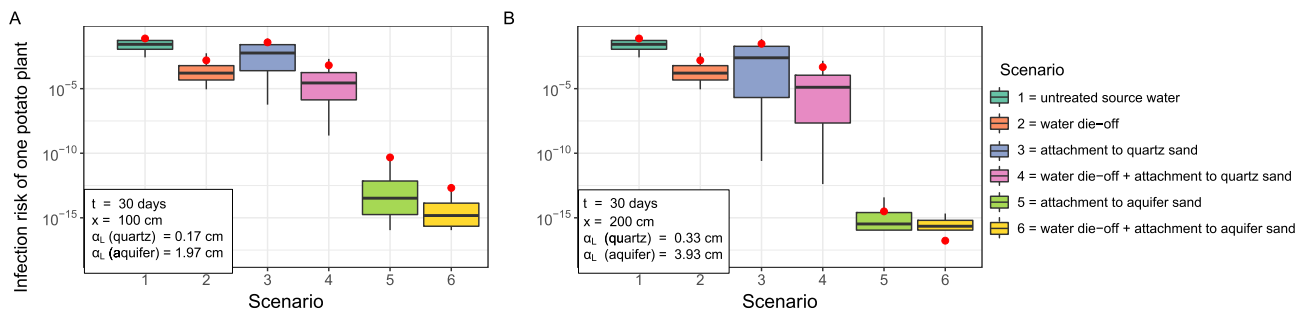 A
B
Infection risk of one potato plant
10−5
10−10
10−15
t = 30 days
x = 100 cm
αL (quartz) = 0.17 cm
αL (aquifer) = 1.97 cm
1 2 3 4 5 6
Scenario
10−5
10−10
10−15
t = 30 days
x = 200 cm
αL (quartz) = 0.33 cm
αL (aquifer) = 3.93 cm
1 2 3 4 5 6
Scenario
Scenario
1 = untreated source water
2 = water die−off
3 = attachment to quartz sand
4 = water die−off + attachment to quartz sand
5 = attachment to aquifer sand
6 = water die−off + attachment to aquifer sand